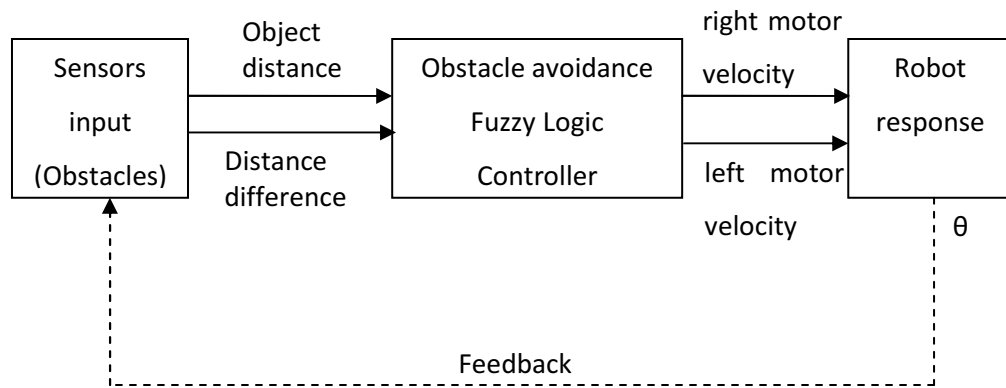 Sensors
input
(Obstacles)
Object
distance
Distance
difference
Obstacle avoidance
Fuzzy Logic
Controller
right motor
velocity
left motor
velocity
Robot
response
θ
Feedback